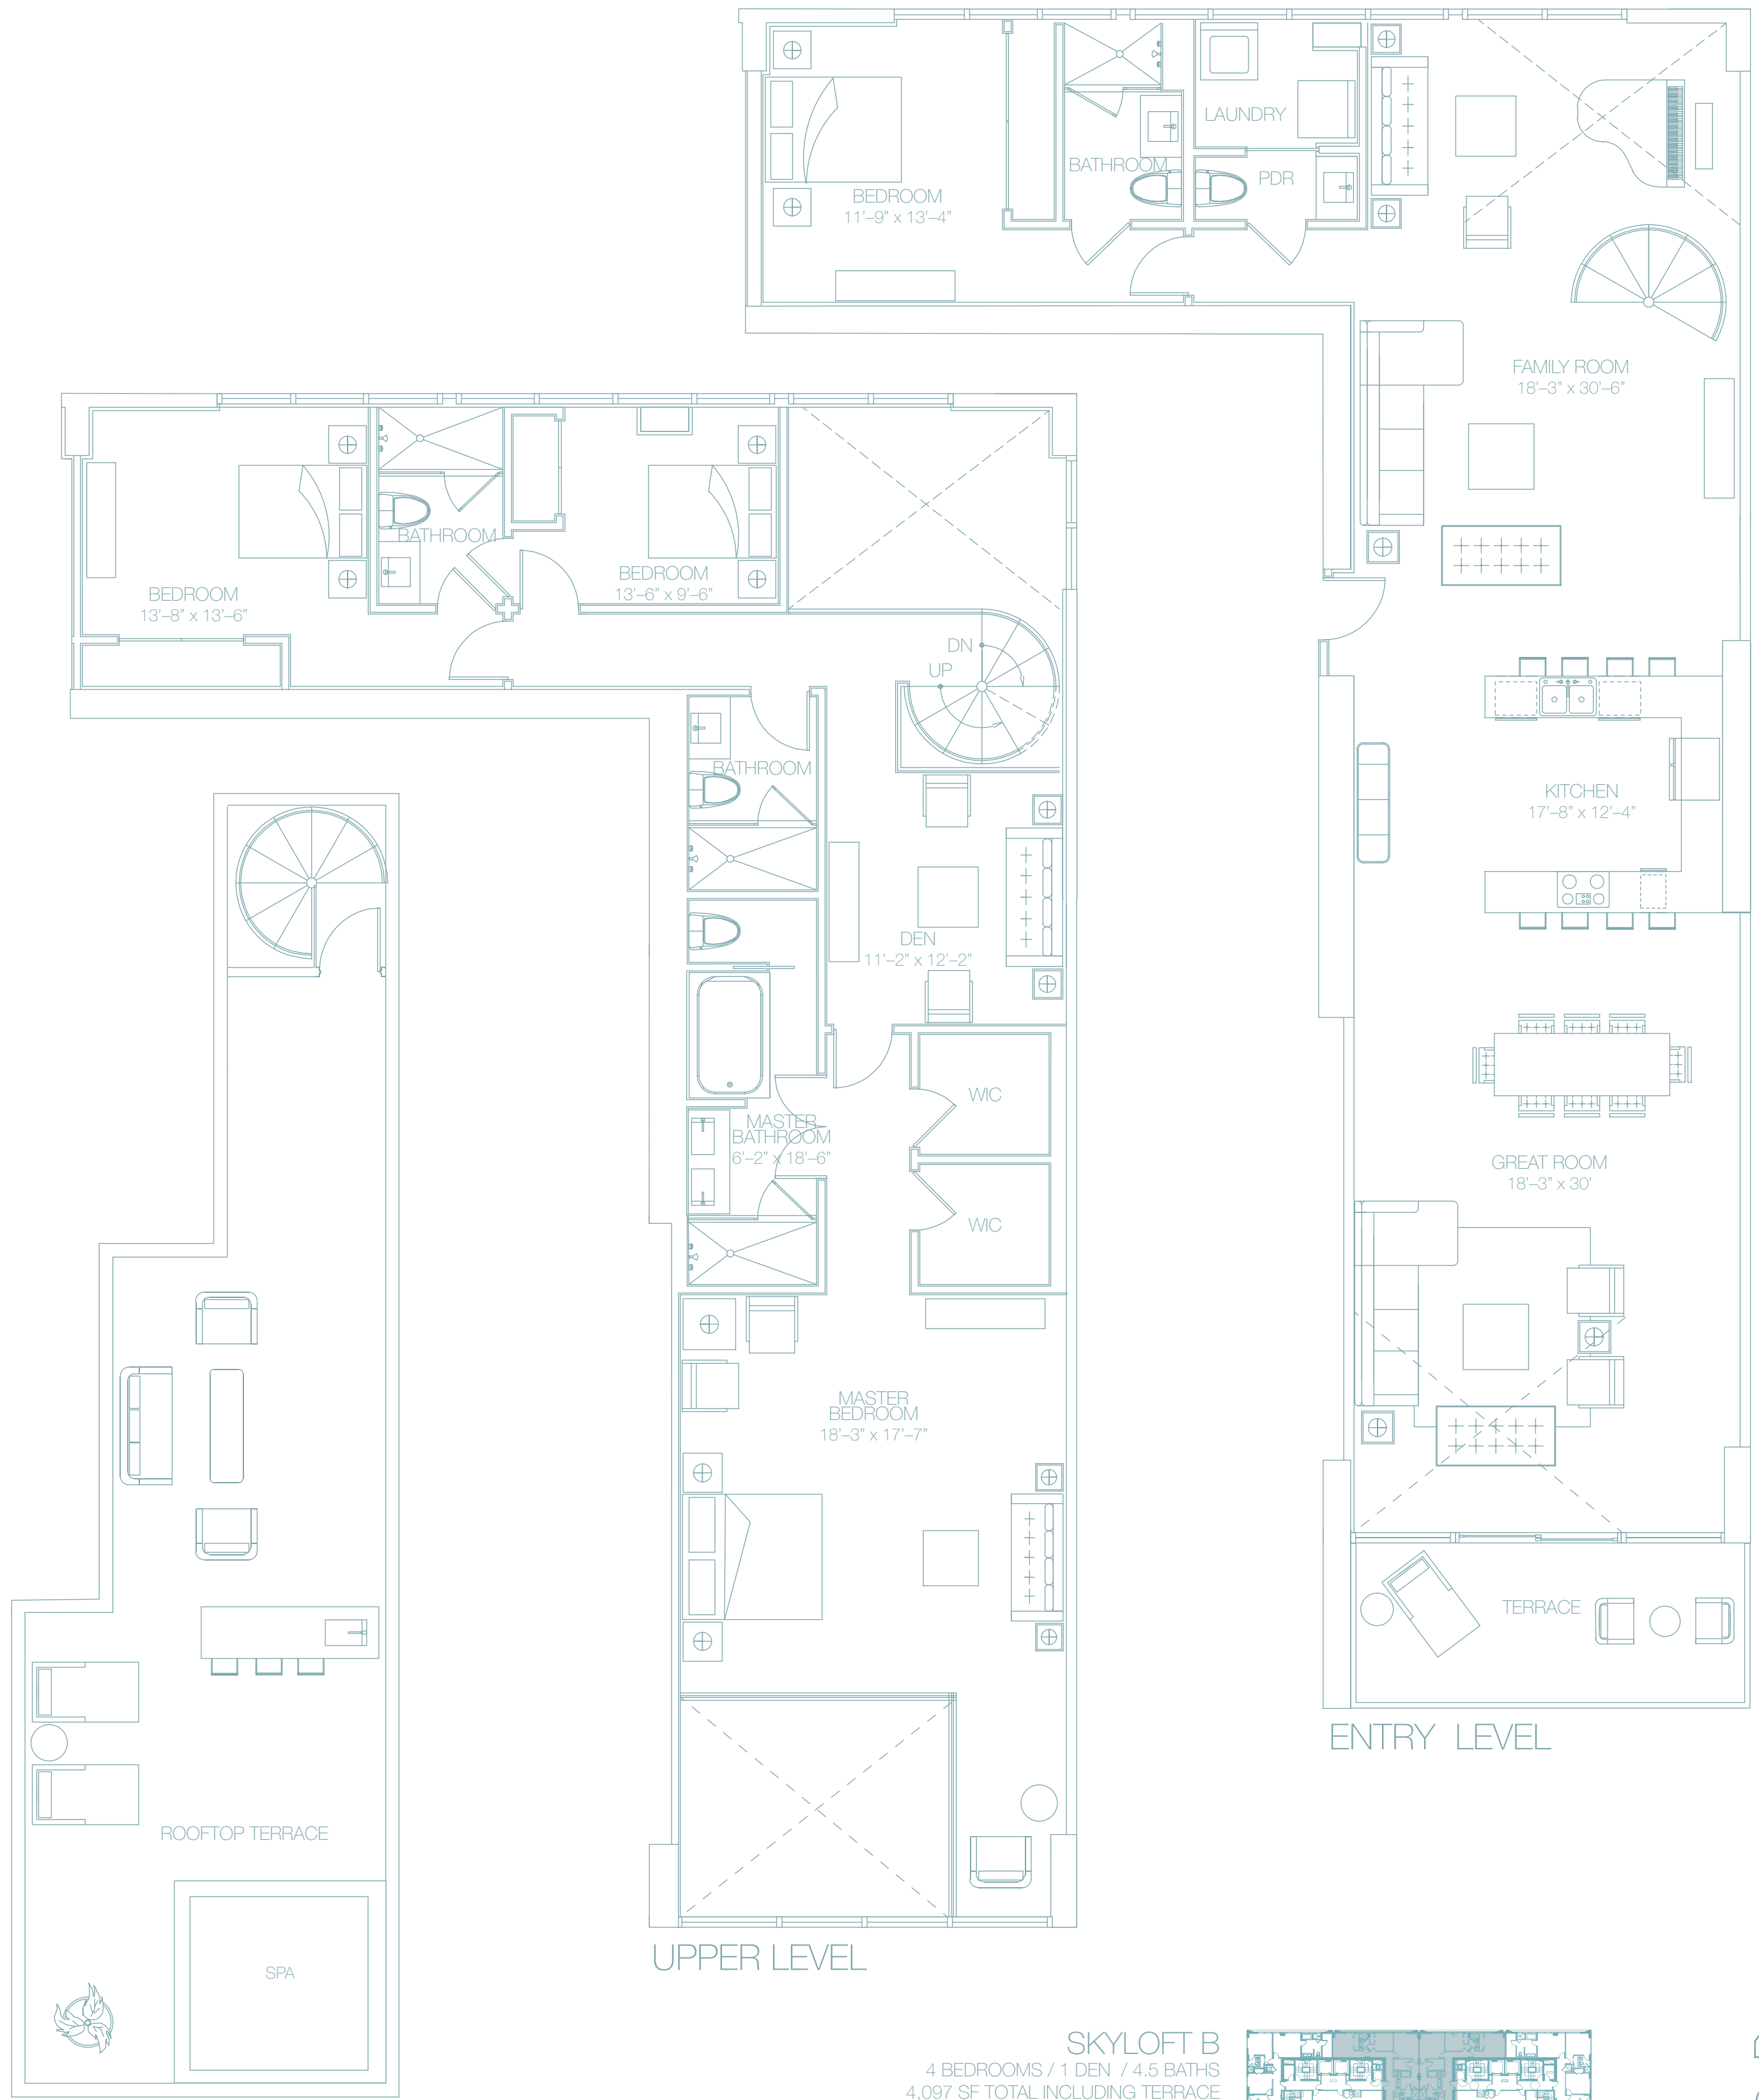 LAUNDRY
BATHROOM
PDR
BEDROOM
11'–9" x 13'–4"
FAMILY ROOM
18'–3" x 30'–6"
KITCHEN
17'–8" x 12'–4"
GREAT ROOM
18'–3" x 30'
TERRACE
ENTRY LEVEL
BATHROOM
BEDROOM
13'–6" x 9'–6"
BEDROOM
13'–8" x 13'–6"
DN
UP
BATHROOM
DEN
11'–2" x 12'–2"
WIC
MASTER
BATHROOM
6'–2" x 18'–6"
WIC
MASTER
BEDROOM
18'–3" x 17'–7"
UPPER LEVEL
ROOFTOP TERRACE
SPA
SKYLOFT B
4 BEDROOMS / 1 DEN / 4.5 BATHS
4,097 SF TOTAL INCLUDING TERRACE